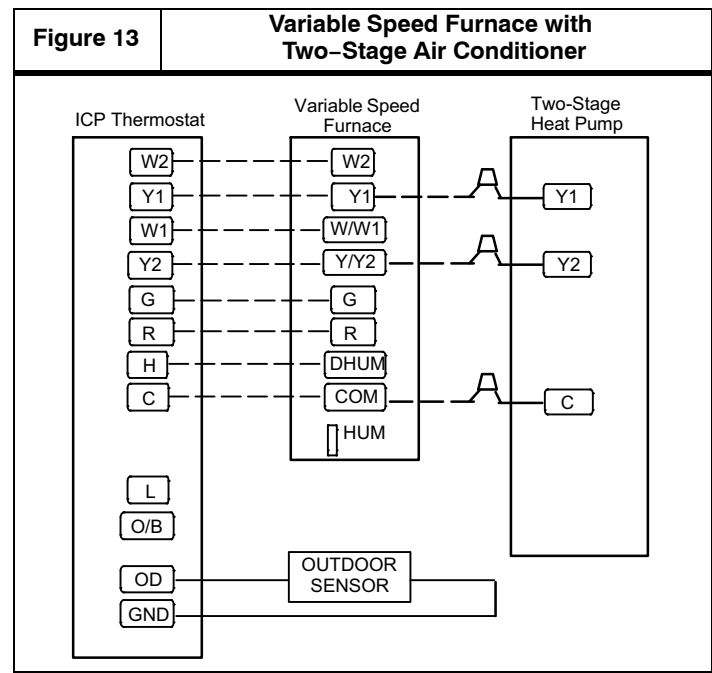 Figure 13
Variable Speed Furnace with
Two−Stage Air Conditioner
ICP Thermostat
Variable Speed
Furnace
Two-Stage
Heat Pump
W2 W2
Y1 Y1 Y1
W1 W/W1
Y2 Y/Y2 Y2
G G
R R
H DHUM
C COM C
HUM
L
O/B
OD
OUTDOOR
SENSOR
GND